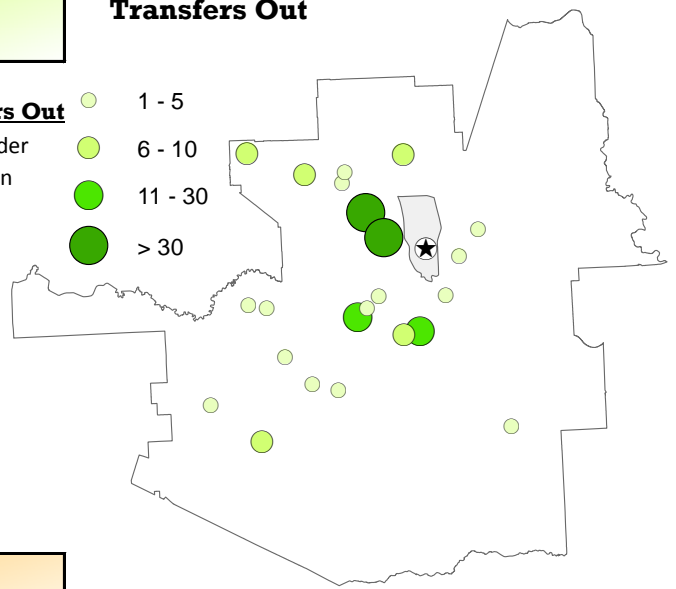 Transfers Out
rs Out
der
n
1 - 5
6 - 10
11 - 30
> 30